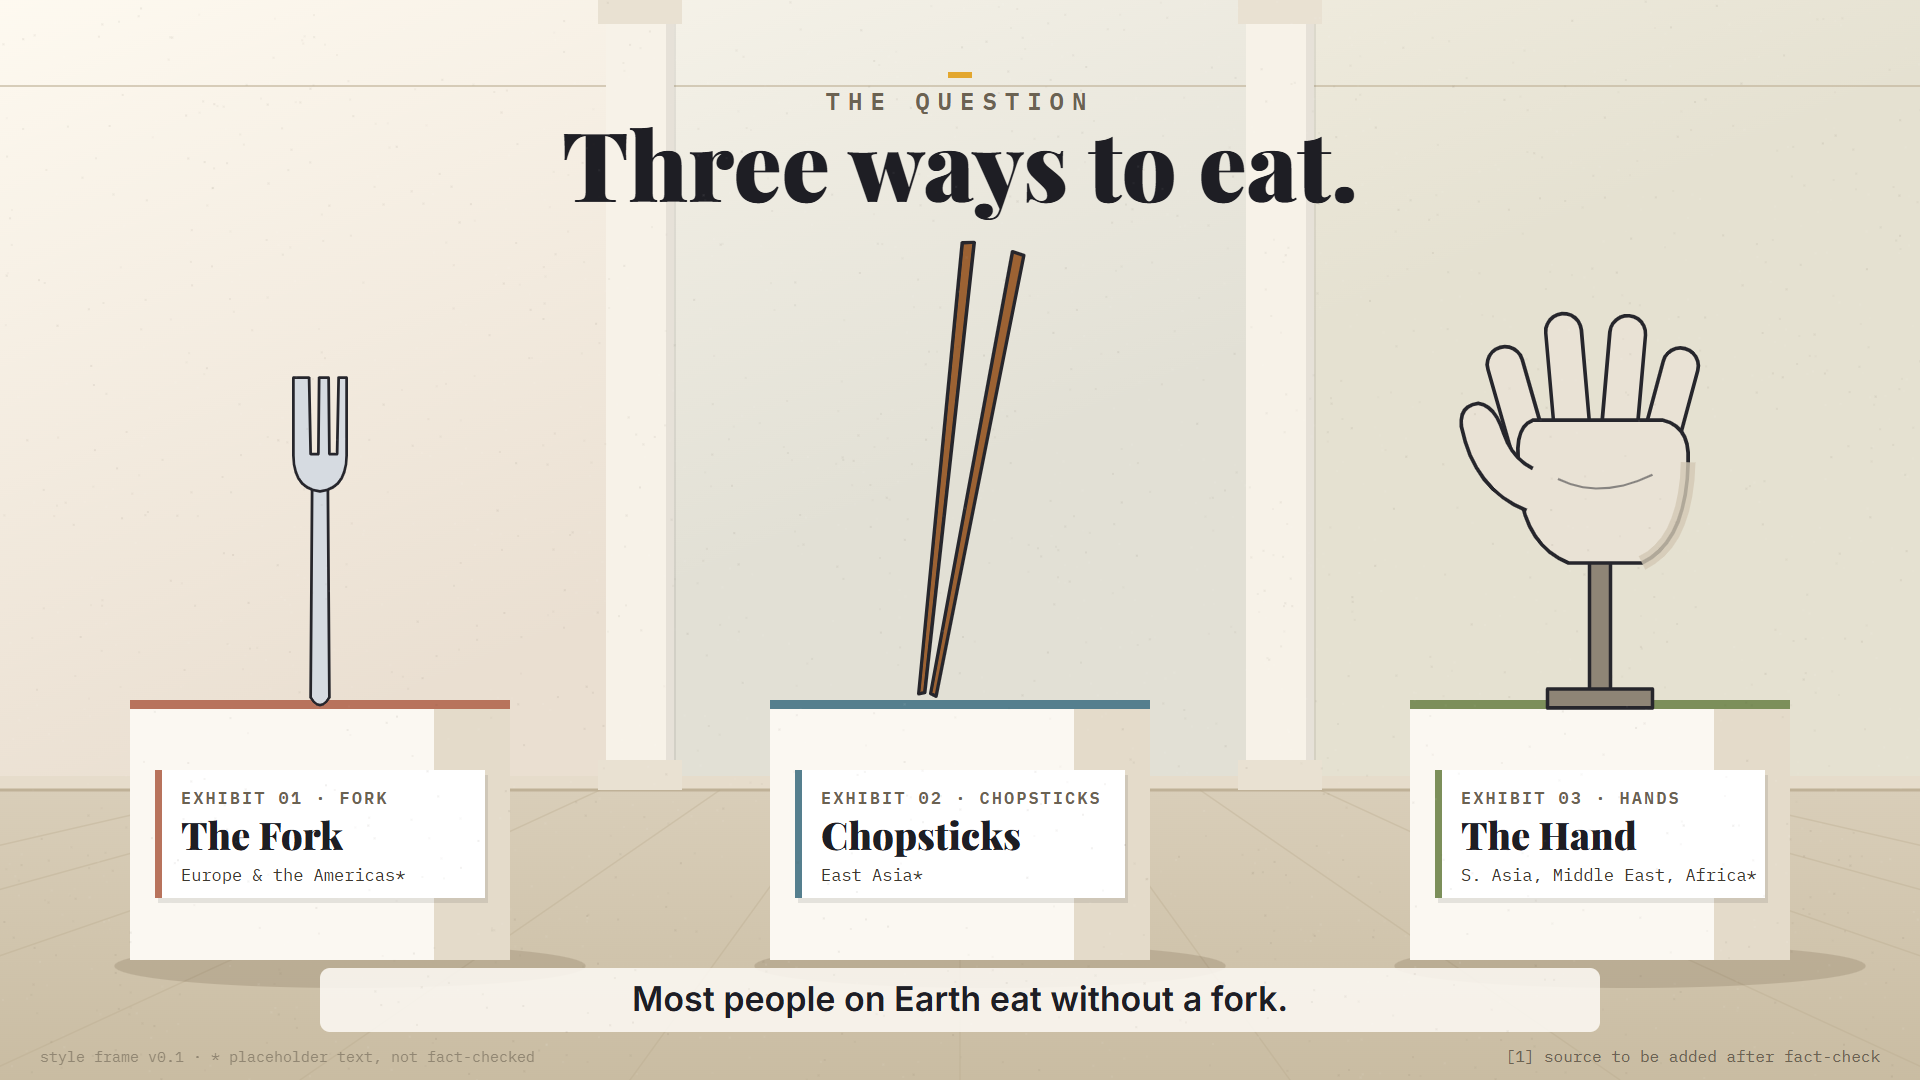 THE QUESTION
Three ways to eat.
EXHIBIT 01 · FORK
The Fork
Europe & the Americas*
EXHIBIT 02 · CHOPSTICKS
Chopsticks
East Asia*
EXHIBIT 03 · HANDS
The Hand
S. Asia, Middle East, Africa*
Most people on Earth eat without a fork.
style frame v0.1 · * placeholder text, not fact-checked
[1] source to be added after fact-check